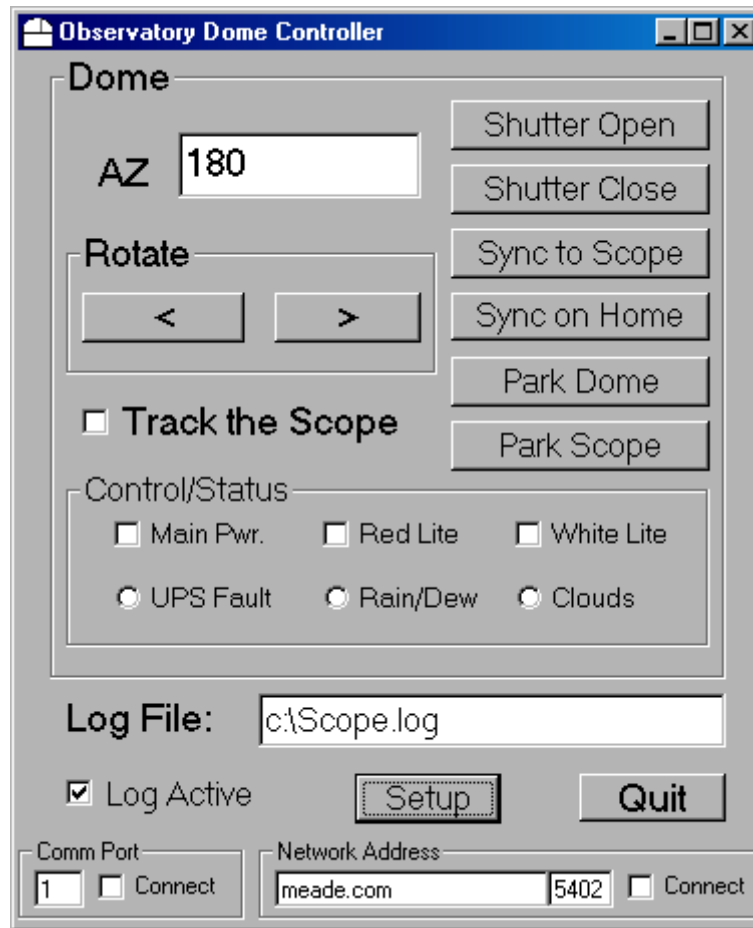 Observatory Dome Controller
Dome
AZ 180
Shutter Open
Shutter Close
Rotate
< >
Sync to Scope
Sync on Home
Park Dome
Track the Scope
Park Scope
Control/Status
Main Pwr. Red Lite White Lite
UPS Fault Rain/Dew Clouds
Log File: c:\Scope.log
Log Active Setup Quit
Comm Port
1 Connect
Network Address
meade.com 5402 Connect